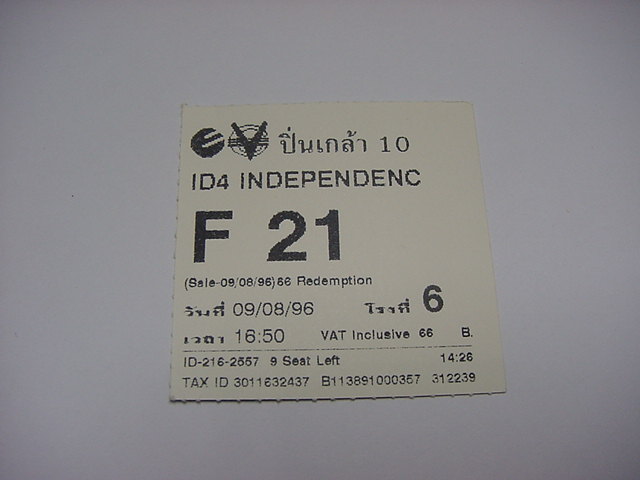 ปิ่นเกล้า 10
ID4 INDEPENDENC
F 21
(Sale-09/08/96)66 Redemption
วันที่ 09/08/96 โรงที่ 6
เวลา 16:50 VAT Inclusive 66 B.
ID-216-2557 9 Seat Left 14:26
TAX ID 3011632437 B113891000357 312239